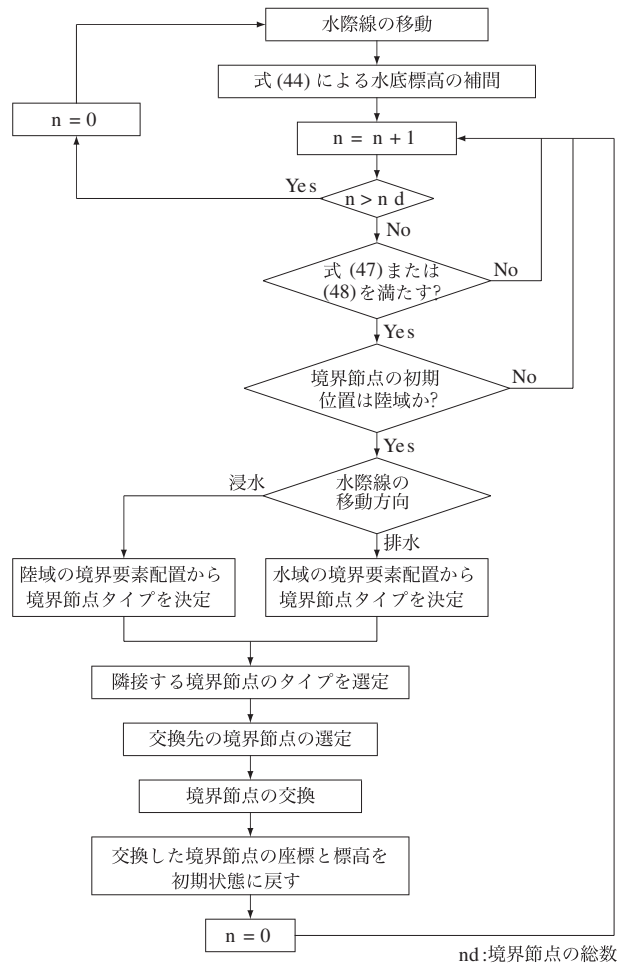 水際線の移動
式(44)による水底標高の補間
n = 0
n = n + 1
Yes
n > n d
No
式 (47)または
(48)を満たす?
No
Yes
境界節点の初期
位置は陸域か?
No
Yes
浸水
水際線の
移動方向
排水
陸域の境界要素配置から
境界節点タイプを決定
水域の境界要素配置から
境界節点タイプを決定
隣接する境界節点のタイプを選定
交換先の境界節点の選定
境界節点の交換
交換した境界節点の座標と標高を
初期状態に戻す
n = 0
nd:境界節点の総数